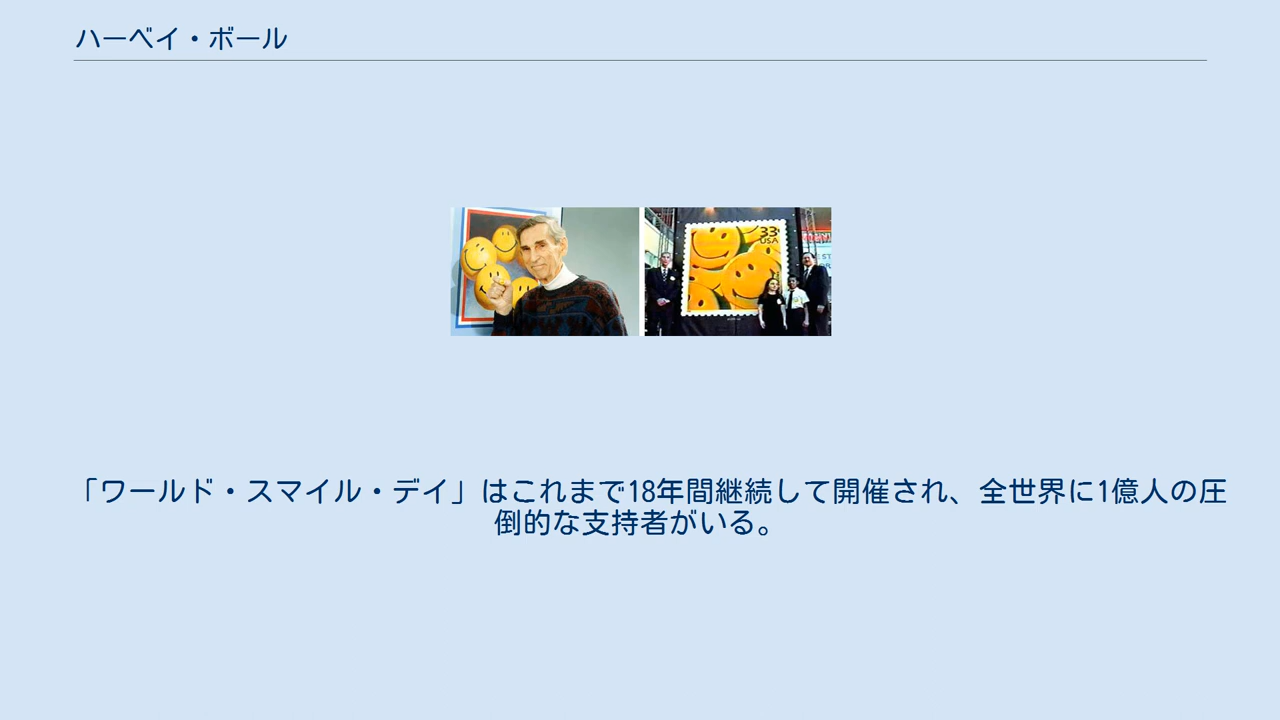 ハーベイ・ボール
33
USA
「ワールド・スマイル・デイ」はこれまで18年間継続して開催され、全世界に1億人の圧
倒的な支持者がいる。